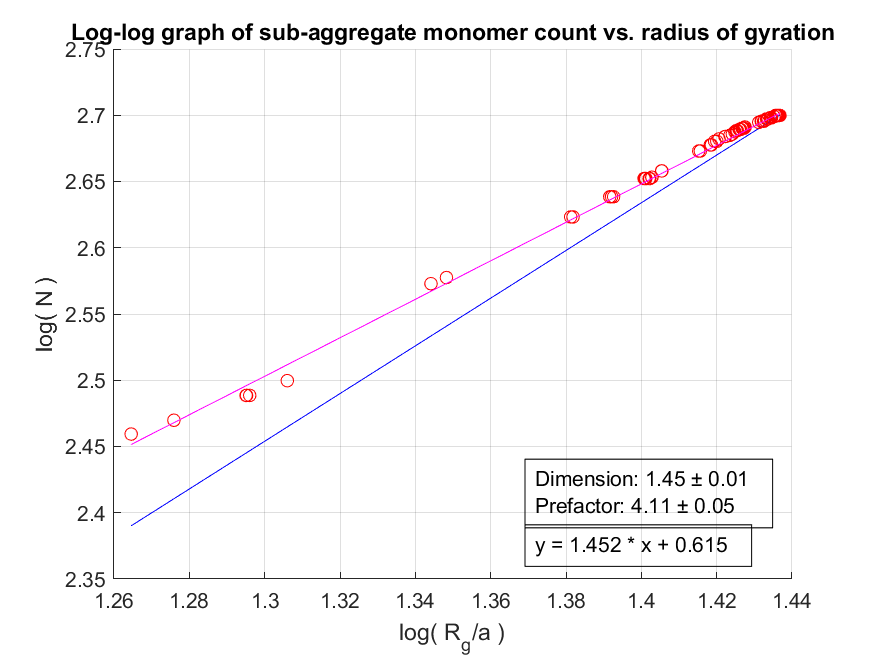 Log-log graph of sub-aggregate monomer count vs. radius of gyration
2.75
2.7
2.65
2.6
2.55
2.5
2.45
2.4
2.35
log( N )
Dimension: 1.45 ± 0.01
Prefactor: 4.11 ± 0.05
y = 1.452 * x + 0.615
1.26 1.28 1.3 1.32 1.34 1.36 1.38 1.4 1.42 1.44
log( Rg/a )